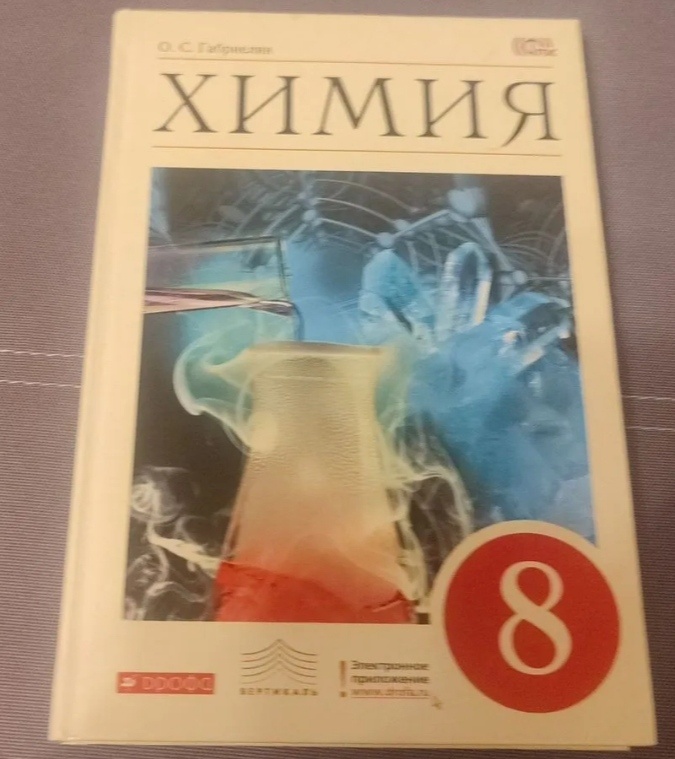 О. С. Габриелян
ХИМИЯ
8
ДРОФА
ВЕРТИКАЛЬ
! Электронное
приложение
www.drofa.ru